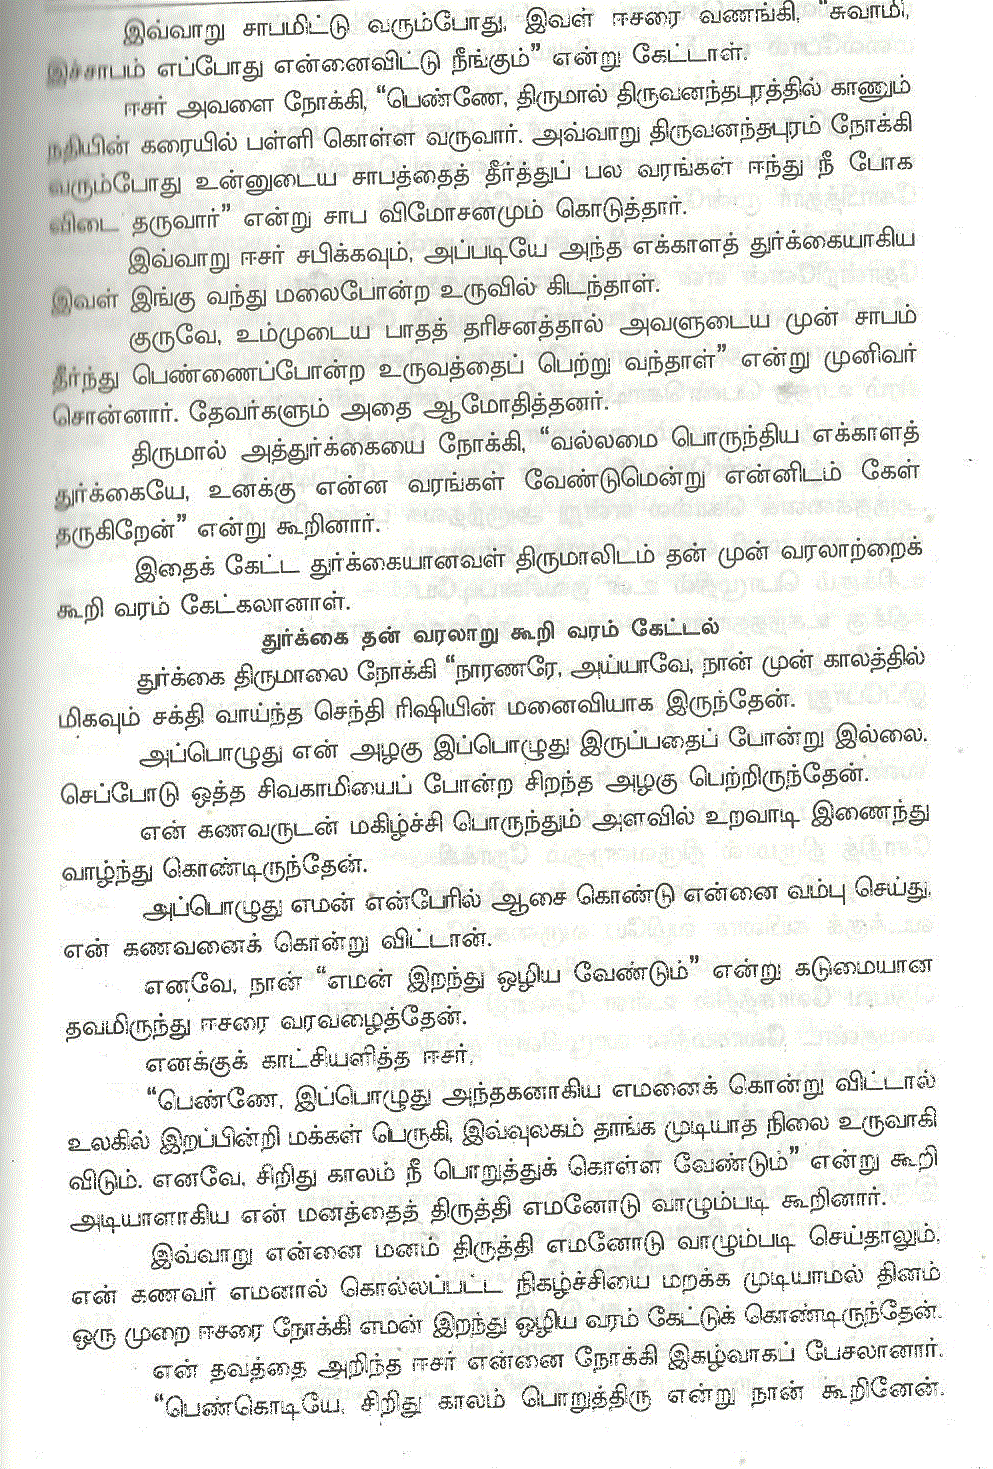 இவ்வாறு சாபமிட்டு வரும்போது, இவள் ஈசரை வணங்கி, “சுவாமி,
இச்சாபம் எப்போது என்னைவிட்டு நீங்கும்” என்று கேட்டாள்.
ஈசர் அவளை நோக்கி, “பெண்ணே, திருமால் திருவனந்தபுரத்தில் காணும்
நதியின் கரையில் பள்ளி கொள்ள வருவார். அவ்வாறு திருவனந்தபுரம் நோக்கி
வரும்போது உன்னுடைய சாபத்தைத் தீர்த்துப் பல வரங்கள் ஈந்து நீ போக
விடை தருவார்” என்று சாப விமோசனமும் கொடுத்தார்.
இவ்வாறு ஈசர் சபிக்கவும், அப்படியே அந்த எக்காளத் துர்க்கையாகிய
இவள் இங்கு வந்து மலைபோன்ற உருவில் கிடந்தாள்.
குருவே, உம்முடைய பாதத் தரிசனத்தால் அவளுடைய முன் சாபம்
தீர்ந்து பெண்ணைப்போன்ற உருவத்தைப் பெற்று வந்தாள்” என்று முனிவர்
சொன்னார். தேவர்களும் அதை ஆமோதித்தனர்.
திருமால் அத்துர்க்கையை நோக்கி, “வல்லமை பொருந்திய எக்காளத்
துர்க்கையே, உனக்கு என்ன வரங்கள் வேண்டுமென்று என்னிடம் கேள்
தருகிறேன்” என்று கூறினார்.
இதைக் கேட்ட துர்க்கையானவள் திருமாலிடம் தன் முன் வரலாற்றைக்
கூறி வரம் கேட்கலானாள்.
துர்க்கை தன் வரலாறு கூறி வரம் கேட்டல்
துர்க்கை திருமாலை நோக்கி “நாரணரே, அய்யாவே, நான் முன் காலத்தில்
மிகவும் சக்தி வாய்ந்த செந்தி ரிஷியின் மனைவியாக இருந்தேன்.
அப்பொழுது என் அழகு இப்பொழுது இருப்பதைப் போன்று இல்லை.
செப்போடு ஒத்த சிவகாமியைப் போன்ற சிறந்த அழகு பெற்றிருந்தேன்.
என் கணவருடன் மகிழ்ச்சி பொருந்தும் அளவில் உறவாடி இணைந்து
வாழ்ந்து கொண்டிருந்தேன்.
அப்பொழுது எமன் என்பேரில் ஆசை கொண்டு என்னை வம்பு செய்து,
என் கணவனைக் கொன்று விட்டான்.
எனவே, நான் “எமன் இறந்து ஒழிய வேண்டும்” என்று கடுமையான
தவமிருந்து ஈசரை வரவழைத்தேன்.
எனக்குக் காட்சியளித்த ஈசர்,
“பெண்ணே, இப்பொழுது அந்தகனாகிய எமனைக் கொன்று விட்டால்
உலகில் இறப்பின்றி மக்கள் பெருகி, இவ்வுலகம் தாங்க முடியாத நிலை உருவாகி
விடும். எனவே, சிறிது காலம் நீ பொறுத்துக் கொள்ள வேண்டும்” என்று கூறி
அடியாளாகிய என் மனத்தைத் திருத்தி எமனோடு வாழும்படி கூறினார்.
இவ்வாறு என்னை மனம் திருத்தி எமனோடு வாழும்படி செய்தாலும்,
என் கணவர் எமனால் கொல்லப்பட்ட நிகழ்ச்சியை மறக்க முடியாமல் தினம்
ஒரு முறை ஈசரை நோக்கி எமன் இறந்து ஒழிய வரம் கேட்டுக் கொண்டிருந்தேன்.
என் தவத்தை அறிந்த ஈசர் என்னை நோக்கி இகழ்வாகப் பேசலானார்.
“பெண்கொடியே, சிறிது காலம் பொறுத்திரு என்று நான் கூறினேன்.